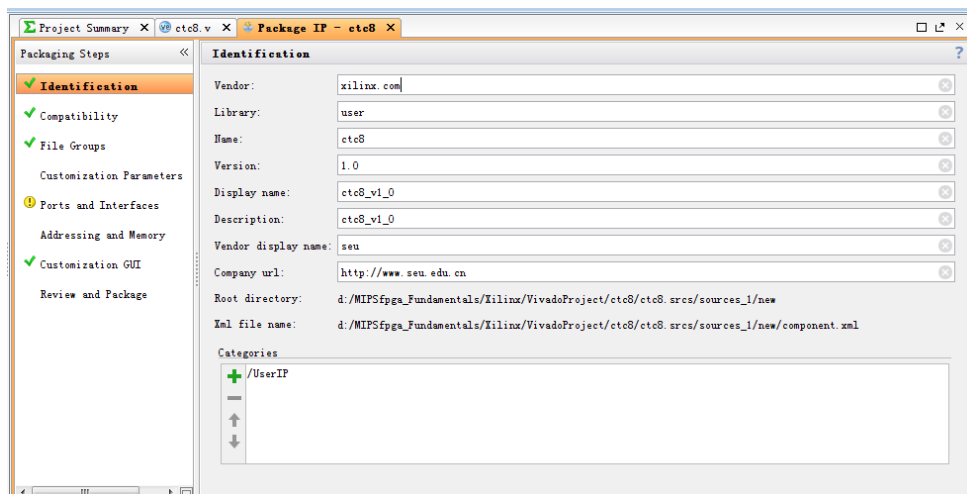 Project Summary ctc8.v Package IP - ctc8
Packaging Steps
Identification
Compatibility
File Groups
Customization Parameters
Ports and Interfaces
Addressing and Memory
Customization GUI
Review and Package
Identification
Vendor: xilinx.com
Library: user
Name: ctc8
Version: 1.0
Display name: ctc8_v1_0
Description: ctc8_v1_0
Vendor display name: seu
Company url: http://www.seu.edu.cn
Root directory: d:/MIPSfpga_Fundamentals/Xilinx/VivadoProject/ctc8/ctc8.srcs/sources_1/new
Xml file name: d:/MIPSfpga_Fundamentals/Xilinx/VivadoProject/ctc8/ctc8.srcs/sources_1/new/component.xml
Categories
/UserIP